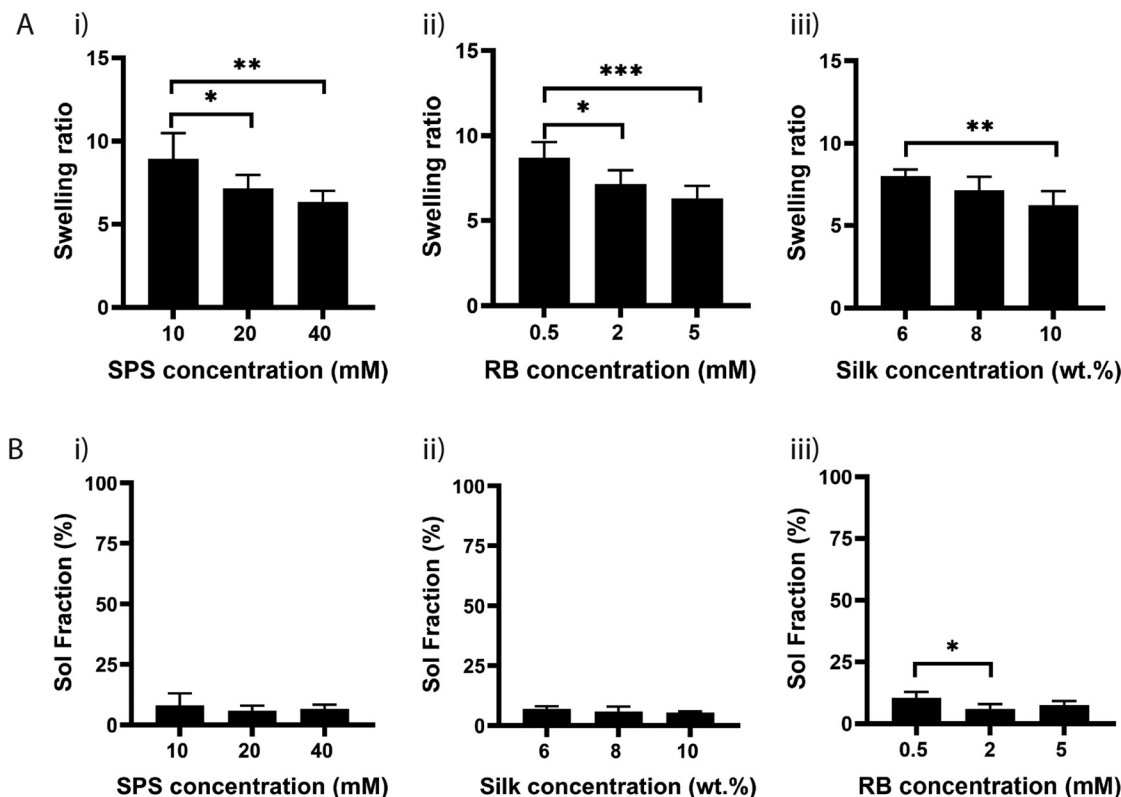 A
i)
15
10
5
0
Swelling ratio
**
*
10 20 40
SPS concentration (mM)
ii)
15
10
5
0
Swelling ratio
***
*
0.5 2 5
RB concentration (mM)
iii)
15
10
5
0
Swelling ratio
**
6 8 10
Silk concentration (wt.%)
B
i)
100
75
50
25
0
Sol Fraction (%)
10 20 40
SPS concentration (mM)
ii)
100
75
50
25
0
Sol Fraction (%)
6 8 10
Silk concentration (wt.%)
iii)
100
75
50
25
0
Sol Fraction (%)
*
0.5 2 5
RB concentration (mM)